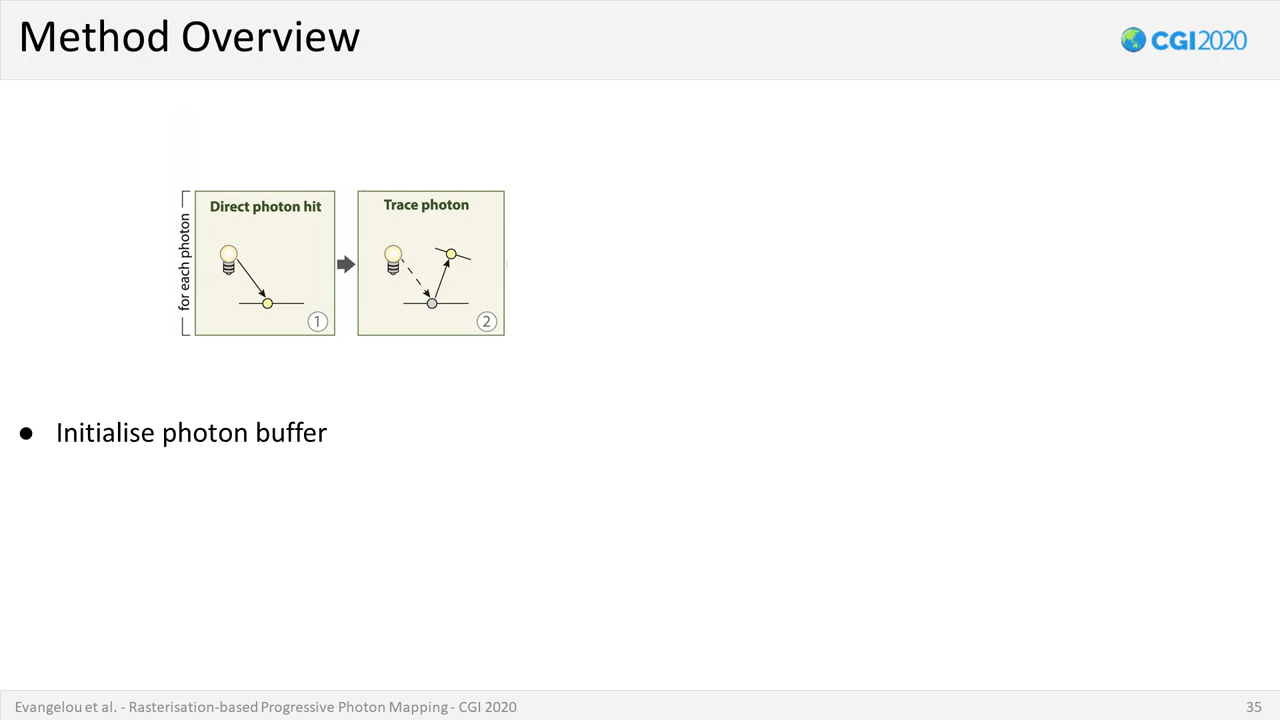 Method Overview
CGI2020
for each photon
Direct photon hit
1
Trace photon
2
● Initialise photon buffer
Evangelou et al. - Rasterisation-based Progressive Photon Mapping - CGI 2020
35